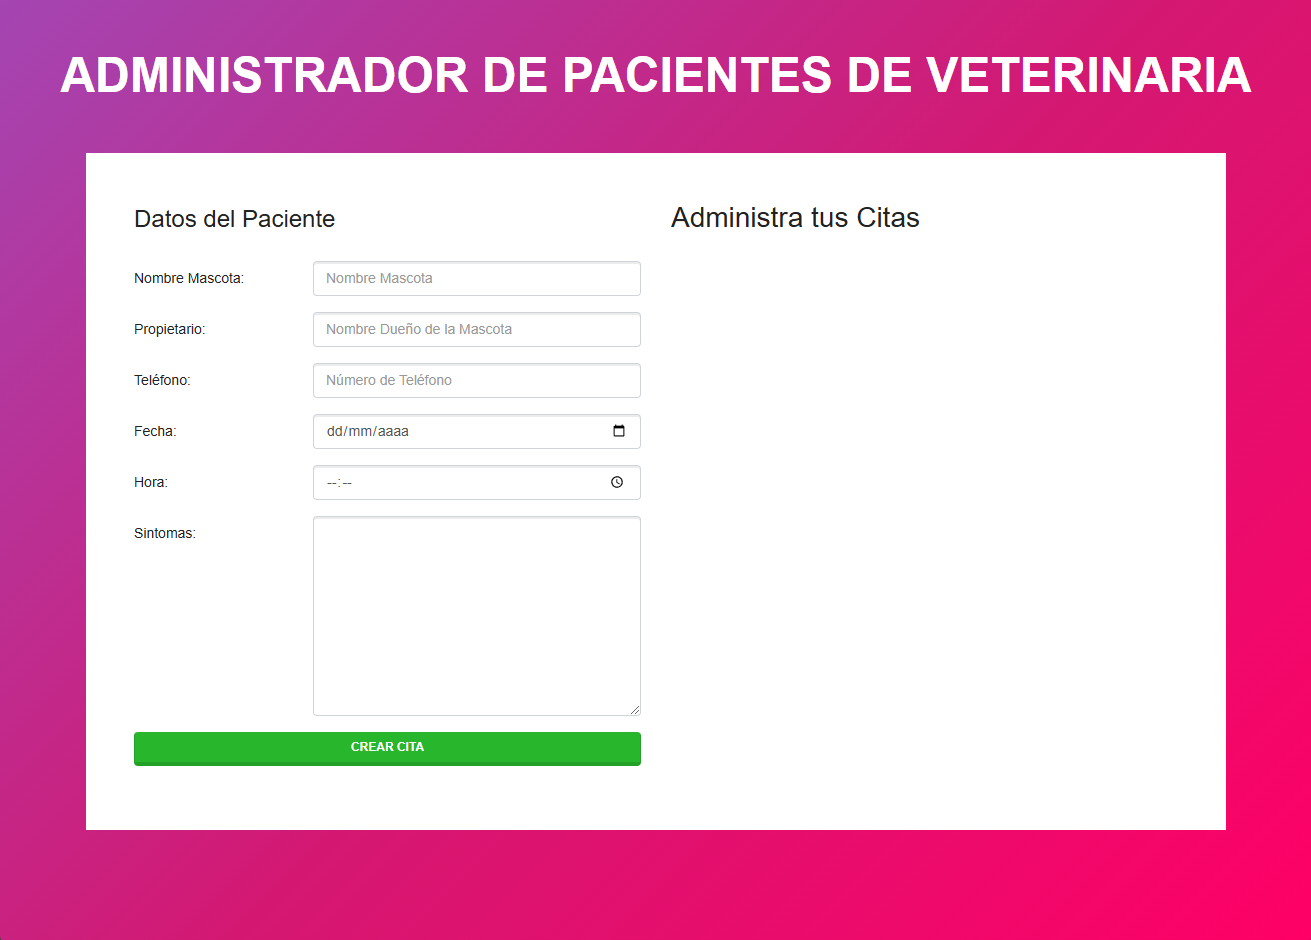 ADMINISTRADOR DE PACIENTES DE VETERINARIA
Datos del Paciente
Nombre Mascota:
Nombre Mascota
Propietario:
Nombre Dueño de la Mascota
Teléfono:
Número de Teléfono
Fecha:
dd/mm/aaaa
Hora:
--:--
Sintomas:
CREAR CITA
Administra tus Citas